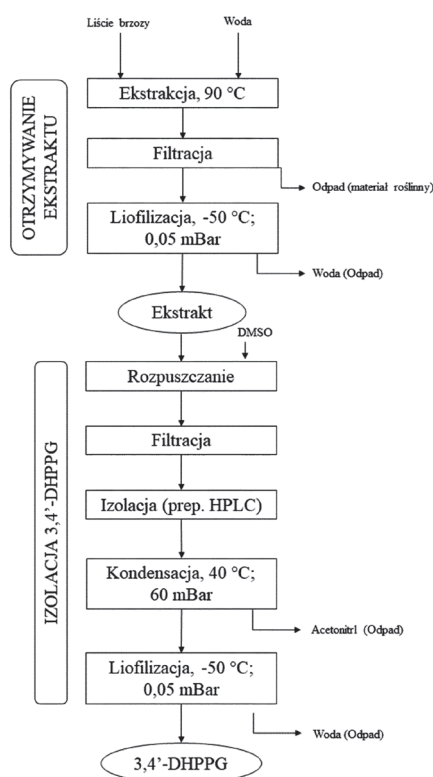 Liście brzozy
Woda
Ekstrakcja, 90 °C
Filtracja
Odpad (materiał roślinny)
Liofilizacja, -50 °C;
0,05 mBar
Woda (Odpad)
OTRZYMYWANIE
EKSTRAKTU
Ekstrakt
DMSO
Rozpuszczanie
Filtracja
Izolacja (prep. HPLC)
Kondensacja, 40 °C;
60 mBar
Acetonitrl (Odpad)
Liofilizacja, -50 °C;
0,05 mBar
Woda (Odpad)
IZOLACJA 3,4’-DHPPG
3,4’-DHPPG